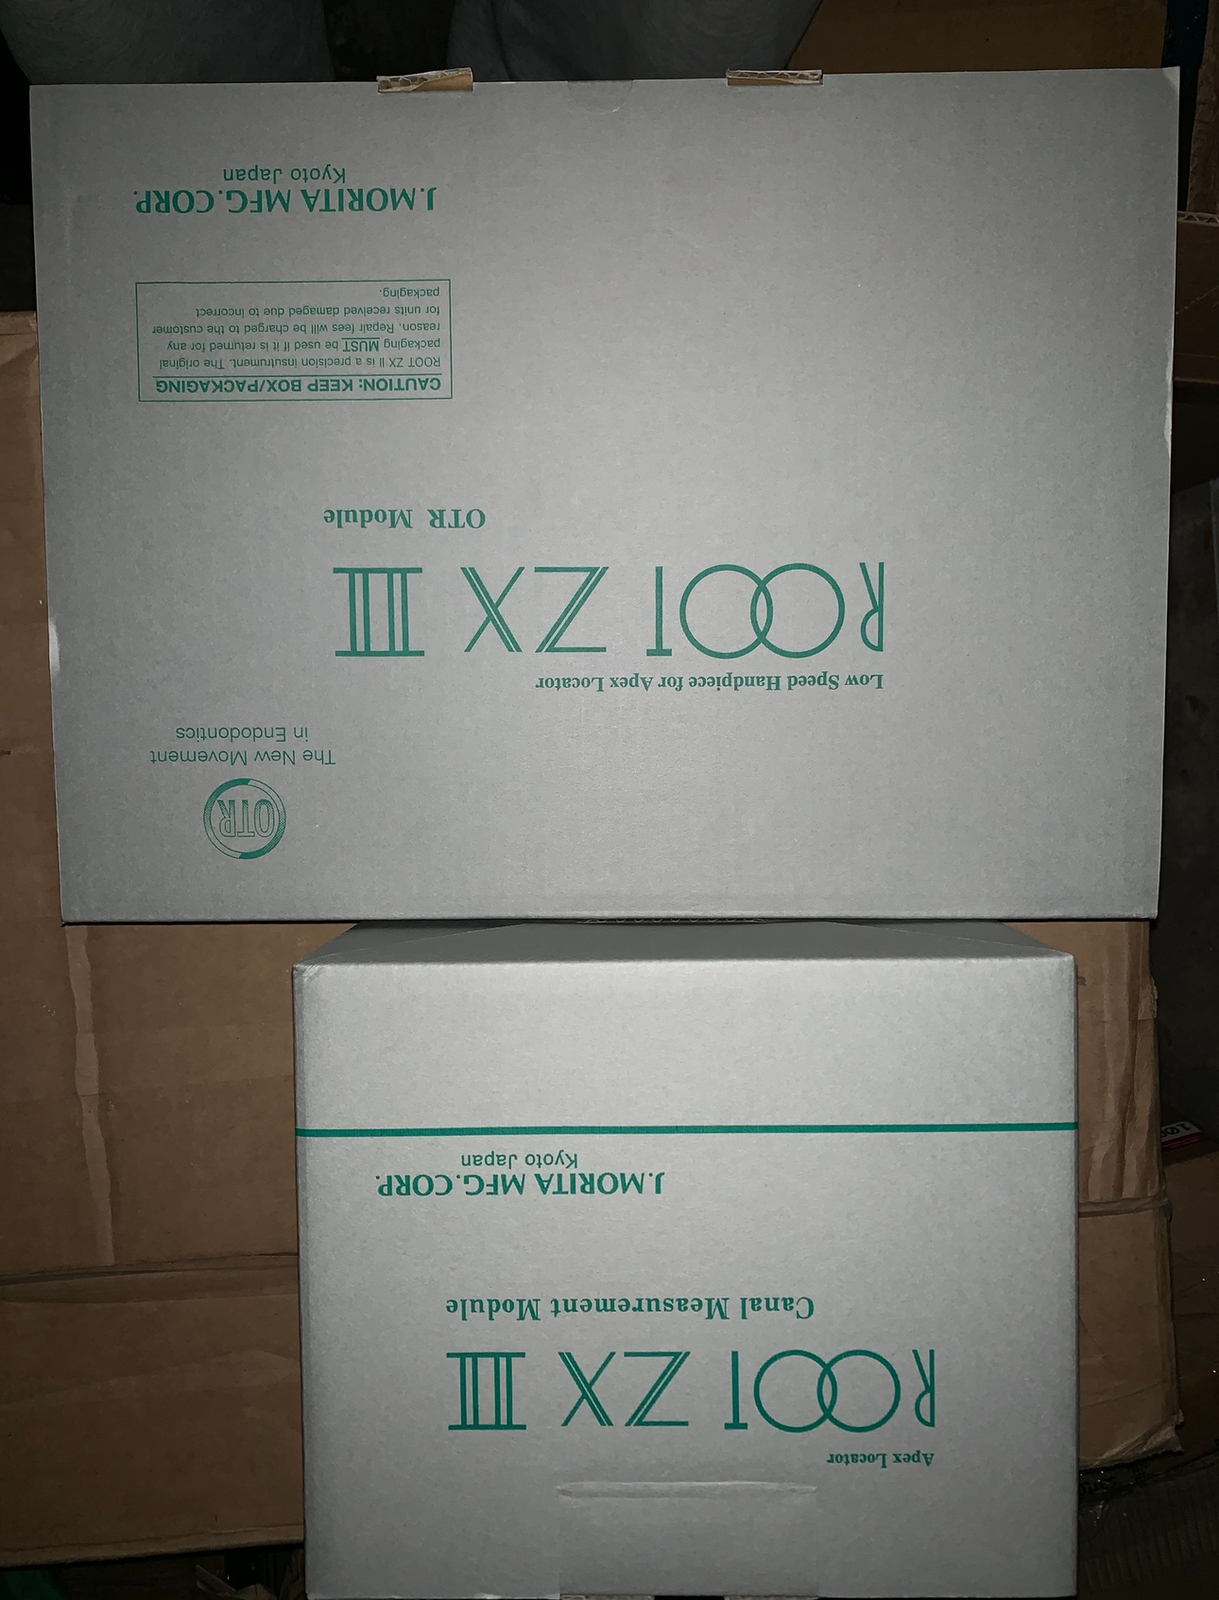 OTR
The New Movement
in Endodontics
Low Speed Handpiece for Apex Locator
ROOT ZX III
OTR Module
CAUTION: KEEP BOX/PACKAGING
ROOT ZX II is a precision insutrument. The original
packaging MUST be used if it is returned for any
reason. Repair fees will be charged to the customer
for units received damaged due to incorrect
packaging.
J.MORITA MFG.CORP.
Kyoto Japan
Apex Locator
ROOT ZX III
Canal Measurement Module
J.MORITA MFG.CORP.
Kyoto Japan